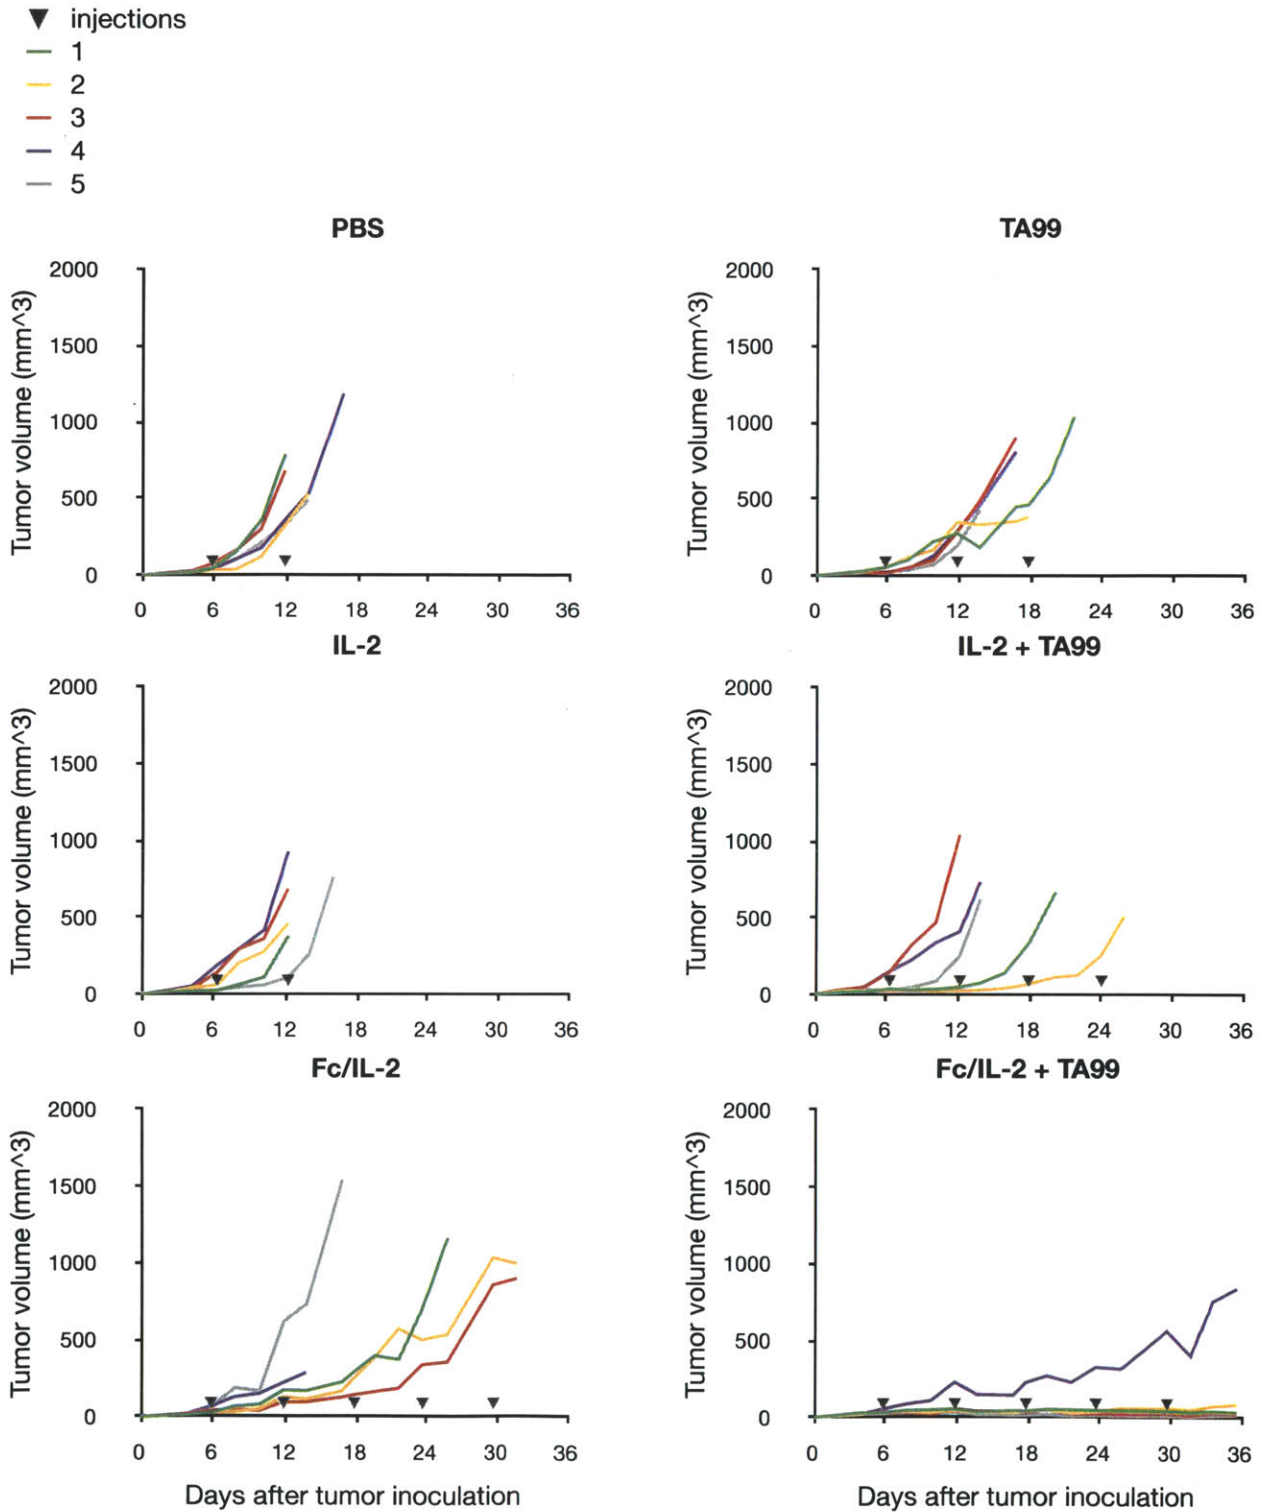 injections
1
2
3
4
5
PBS
TA99
Tumor volume (mm^3)
2000
1500
1000
500
0
0 6 12 18 24 30 36
Tumor volume (mm^3)
2000
1500
1000
500
0
0 6 12 18 24 30 36
IL-2
IL-2 + TA99
Tumor volume (mm^3)
2000
1500
1000
500
0
0 6 12 18 24 30 36
Tumor volume (mm^3)
2000
1500
1000
500
0
0 6 12 18 24 30 36
Fc/IL-2
Fc/IL-2 + TA99
Tumor volume (mm^3)
2000
1500
1000
500
0
0 6 12 18 24 30 36
Days after tumor inoculation
Tumor volume (mm^3)
2000
1500
1000
500
0
0 6 12 18 24 30 36
Days after tumor inoculation